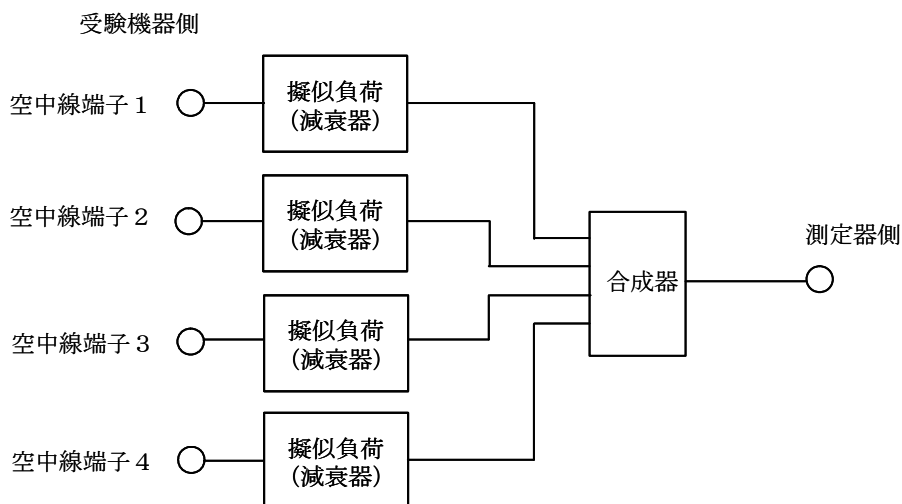 受験機器側
空中線端子1
擬似負荷
(減衰器)
空中線端子2
擬似負荷
(減衰器)
合成器
測定器側
空中線端子3
擬似負荷
(減衰器)
空中線端子4
擬似負荷
(減衰器)